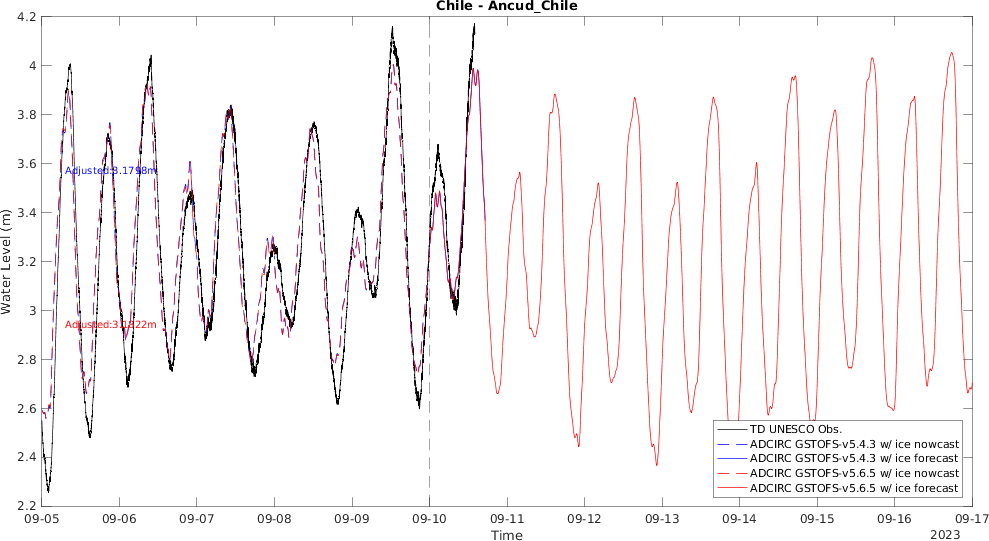 Chile - Ancud_Chile
4.2
4
3.8
3.6
3.4
3.2
3
2.8
2.6
2.4
2.2
Water Level (m)
Adjusted:3.1798m
TD UNESCO Obs.
ADCIRC GSTOFS-v5.4.3 w/ ice nowcast
ADCIRC GSTOFS-v5.4.3 w/ ice forecast
ADCIRC GSTOFS-v5.6.5 w/ ice nowcast
ADCIRC GSTOFS-v5.6.5 w/ ice forecast
09-05 09-06 09-07 09-08 09-09 09-10 09-11 09-12 09-13 09-14 09-15 09-16 09-17
Time
2023